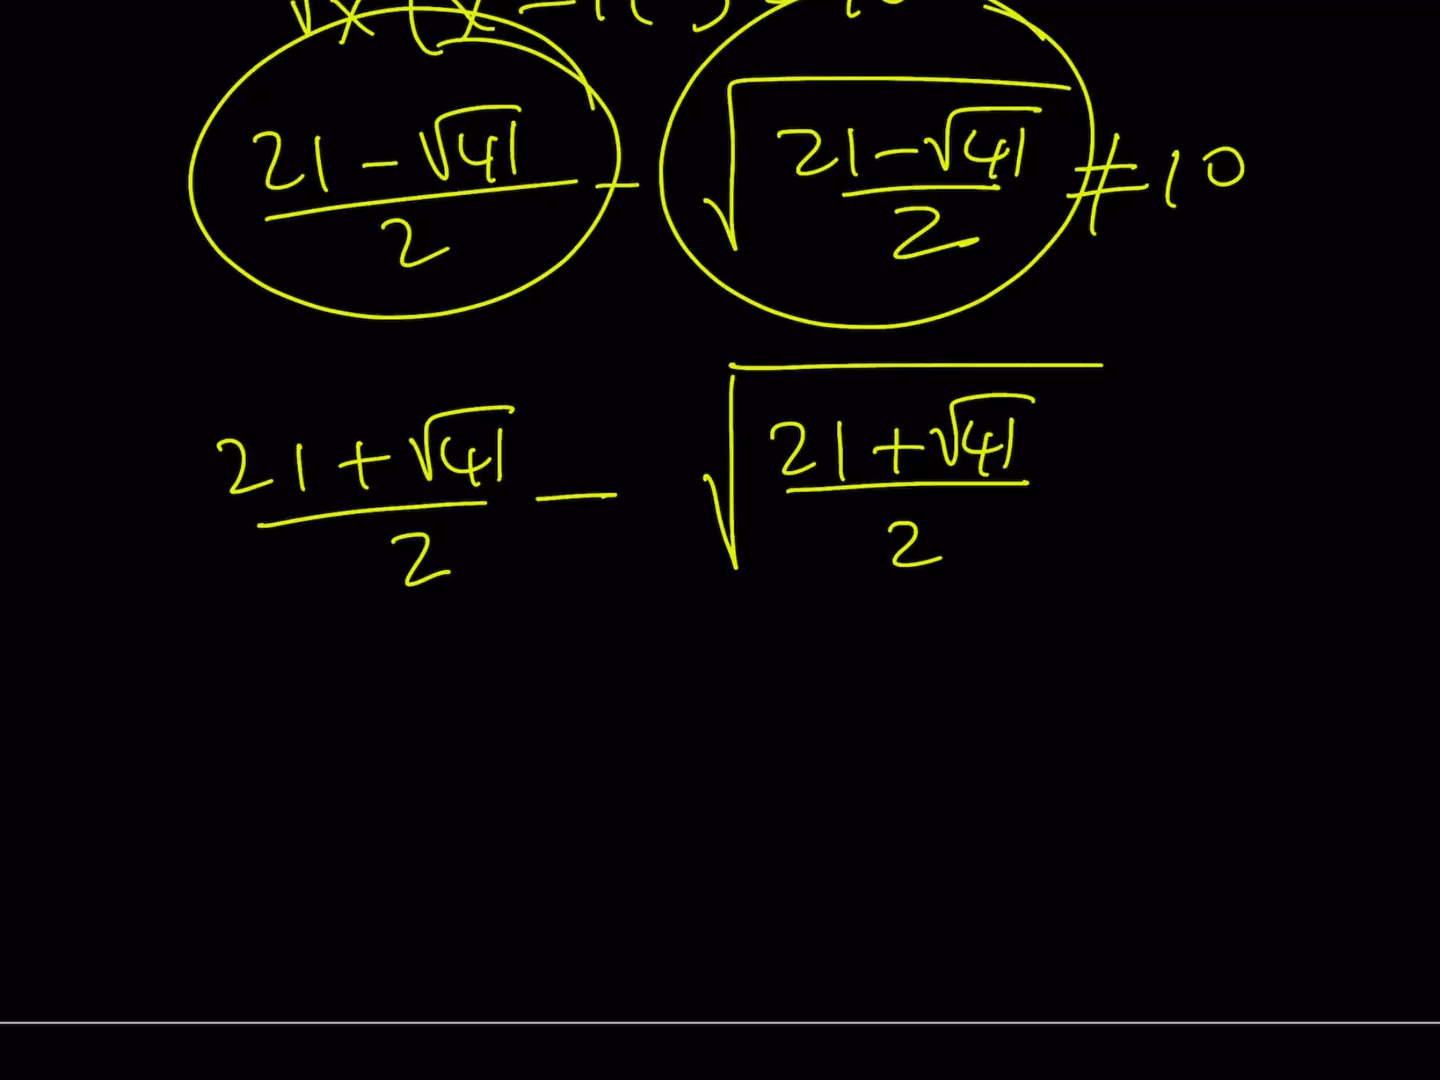 (21 - √41)/2 - √((21 - √41)/2) ≠ 10
(21 + √41)/2 - √((21 + √41)/2)